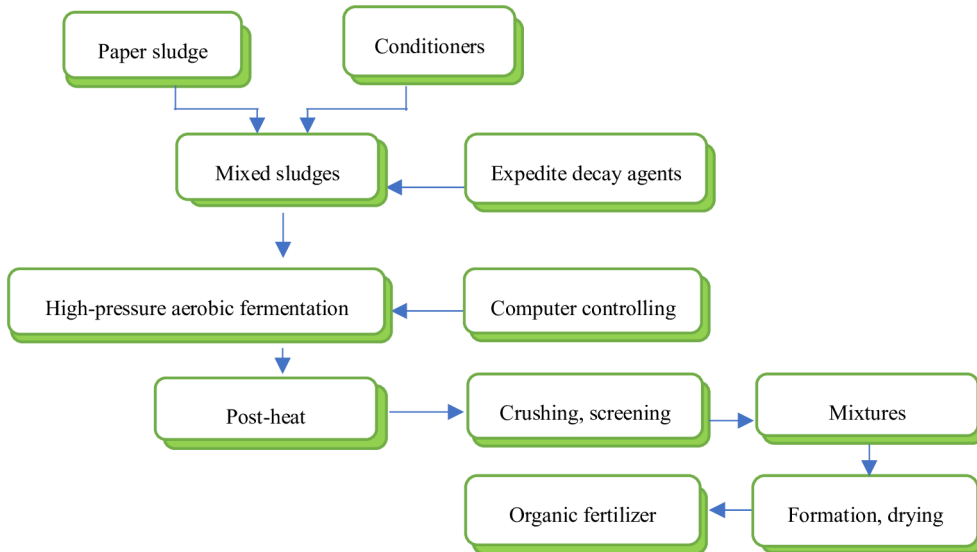 Paper sludge
Conditioners
Mixed sludges
Expedite decay agents
High-pressure aerobic fermentation
Computer controlling
Post-heat
Crushing, screening
Mixtures
Organic fertilizer
Formation, drying